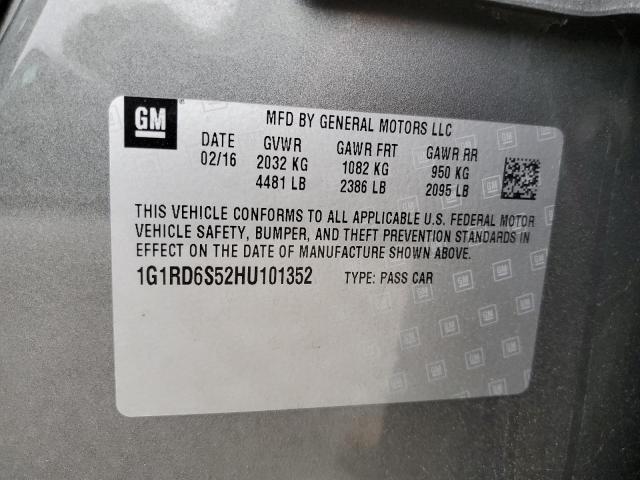 GM
MFD BY GENERAL MOTORS LLC
DATE GVWR GAWR FRT GAWR RR
02/16 2032 KG 1082 KG 950 KG
4481 LB 2386 LB 2095 LB
THIS VEHICLE CONFORMS TO ALL APPLICABLE U.S. FEDERAL MOTOR
VEHICLE SAFETY, BUMPER, AND THEFT PREVENTION STANDARDS IN
EFFECT ON THE DATE OF MANUFACTURE SHOWN ABOVE.
1G1RD6S52HU101352 TYPE: PASS CAR